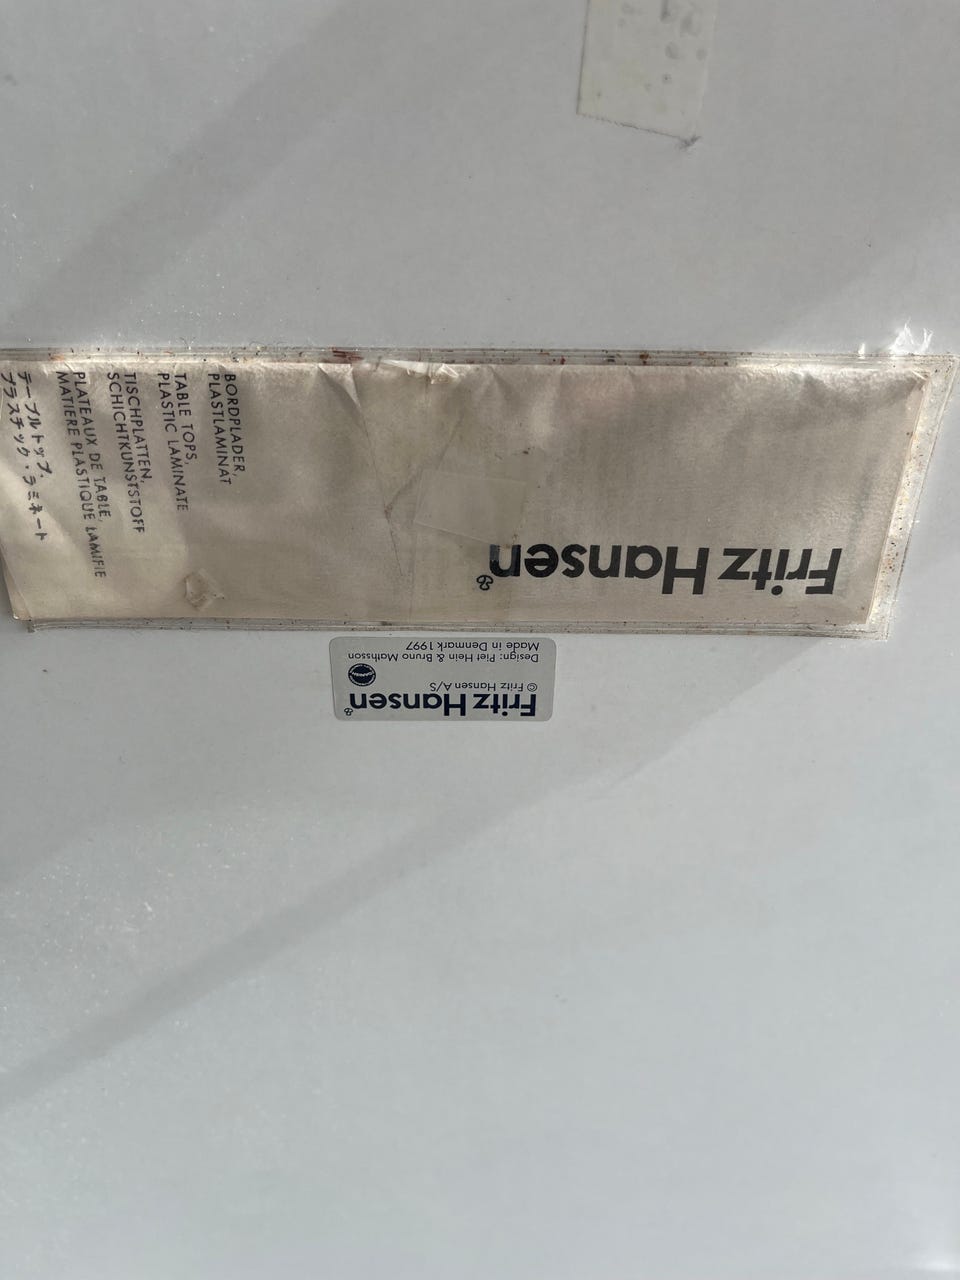 Fritz Hansen®
BORDPLADER,
PLASTLAMINAT
TABLE TOPS,
PLASTIC LAMINATE
TISCHPLATTEN,
SCHICHTKUNSTSTOFF
PLATEAUX DE TABLE,
MATIERE PLASTIQUE LAMIFIE
テーブルトップ、
プラスチック・ラミネート
Fritz Hansen®
© Fritz Hansen A/S
Design: Piet Hein & Bruno Mathsson
Made in Denmark 1997